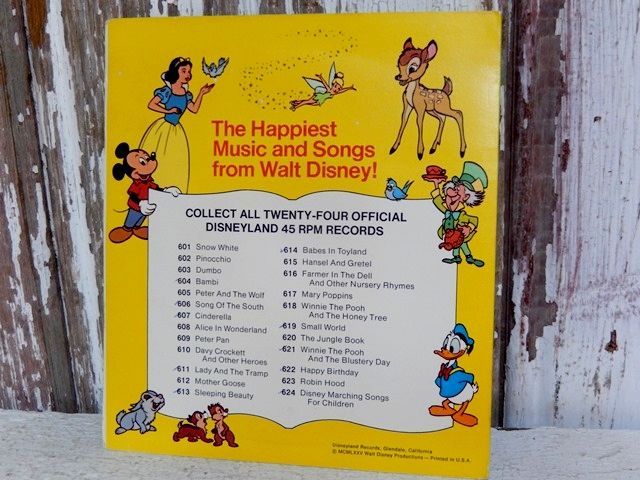 The Happiest
Music and Songs
from Walt Disney!
COLLECT ALL TWENTY-FOUR OFFICIAL
DISNEYLAND 45 RPM RECORDS
601 Snow White
602 Pinocchio
603 Dumbo
604 Bambi
605 Peter And The Wolf
606 Song Of The South
607 Cinderella
608 Alice In Wonderland
609 Peter Pan
610 Davy Crockett
And Other Heroes
611 Lady And The Tramp
612 Mother Goose
613 Sleeping Beauty
614 Babes In Toyland
615 Hansel And Gretel
616 Farmer In The Dell
And Other Nursery Rhymes
617 Mary Poppins
618 Winnie The Pooh
And The Honey Tree
619 Small World
620 The Jungle Book
621 Winnie The Pooh
And The Blustery Day
622 Happy Birthday
623 Robin Hood
624 Disney Marching Songs
For Children
Disneyland Records, Glendale, California
© MCMLXXV Walt Disney Productions — Printed in U.S.A.